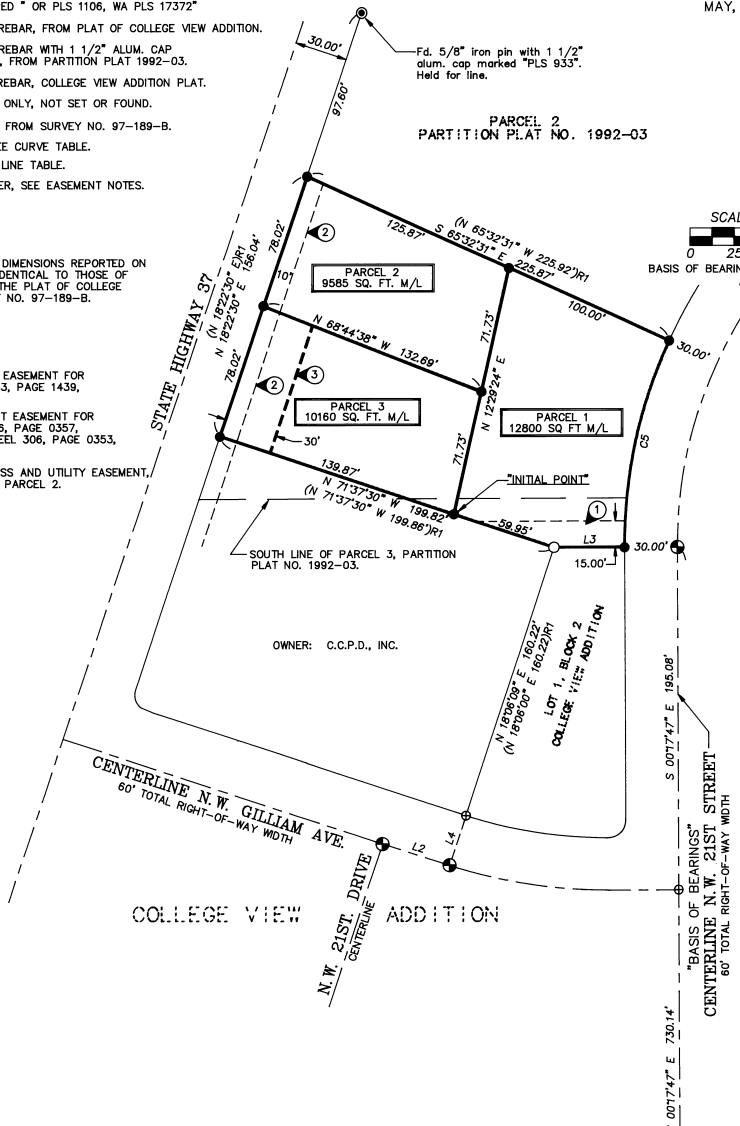 ED " OR PLS 1106, WA PLS 17372"
MAY,
REBAR, FROM PLAT OF COLLEGE VIEW ADDITION.
REBAR WITH 1 1/2" ALUM. CAP
, FROM PARTITION PLAT 1992-03.
REBAR, COLLEGE VIEW ADDITION PLAT.
ONLY, NOT SET OR FOUND.
FROM SURVEY NO. 97-189-B.
E CURVE TABLE.
LINE TABLE.
ER, SEE EASEMENT NOTES.
30.00'
Fd. 5/8" iron pin with 1 1/2"
alum. cap marked "PLS 933".
Held for line.
97.60'
PARCEL 2
PARTITION PLAT NO. 1992-03
SCAL
0 25
BASIS OF BEARIN
DIMENSIONS REPORTED ON
DENTICAL TO THOSE OF
THE PLAT OF COLLEGE
T NO. 97-189-B.
EASEMENT FOR
3, PAGE 1439,
T EASEMENT FOR
6, PAGE 0357,
EEL 306, PAGE 0353,
SS AND UTILITY EASEMENT,
PARCEL 2.
STATE HIGHWAY 37
(N 18°22'30" E)R1
N 18°22'30" E 156.04'
78.02'
78.02'
10'
2
125.87'
(N 65°32'31" W 225.92')R1
S 65°32'31" E 225.87'
100.00'
30.00'
PARCEL 2
9585 SQ. FT. M/L
N 68°44'38" W 132.69'
71.73'
N 12°29'24" E
71.73'
2
3
PARCEL 3
10160 SQ. FT. M/L
30'
PARCEL 1
12800 SQ FT M/L
C5
139.87'
N 71°37'30" W 199.82'
(N 71°37'30" W 199.86')R1
"INITIAL POINT"
1
59.95'
L3
30.00'
15.00'
SOUTH LINE OF PARCEL 3, PARTITION
PLAT NO. 1992-03.
OWNER: C.C.P.D., INC.
N 18°06'09" E 160.22'
(N 18°06'00" E 160.22)R1
LOT 1, BLOCK 2
COLLEGE VIEW ADDITION
S 00°17'47" E 195.08'
CENTERLINE N.W. GILLIAM AVE.
60' TOTAL RIGHT-OF-WAY WIDTH
L2
L4
N.W. 21ST. DRIVE
CENTERLINE
COLLEGE VIEW ADDITION
"BASIS OF BEARINGS"
CENTERLINE N.W. 21ST STREET
60' TOTAL RIGHT-OF-WAY WIDTH
00°17'47" E 730.14'